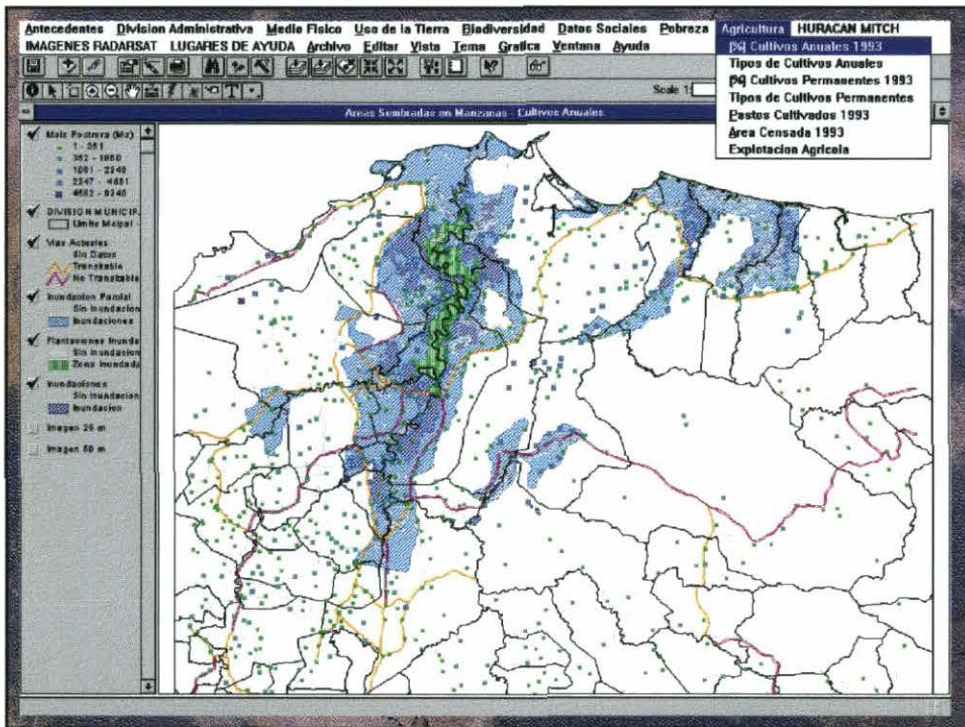 Antecedentes Division Administrativa Medio Fisico Uso de la Tierra Biodiversidad Datos Sociales Pobreza Agricultura HURACAN MITCH
IMAGENES RADARSAT LUGARES DE AYUDA Archivo Editar Vista Tema Grafica Ventana Ayuda
(%) Cultivos Anuales 1993
Tipos de Cultivos Anuales
(%) Cultivos Permanentes 1993
Tipos de Cultivos Permanentes
Pastos Cultivados 1993
Area Censada 1993
Explotacion Agricola
Scale 1:
Areas Sembradas en Manzanas - Cultivos Anuales
Maiz Postrera (Mz)
1 - 351
352 - 1080
1081 - 2246
2247 - 4581
4582 - 9240
DIVISION MUNICIP.
Limite Mcipal -
Vias Actuales
Sin Datos
Transitable
No Transitable
Inundacion Parcial
Sin Inundacion
Inundaciones
Plantaciones Inunda
Sin Inundacion
Zona Inundada
Inundaciones
Sin Inundacion
Inundacion
Imagen 25 m
Imagen 50 m